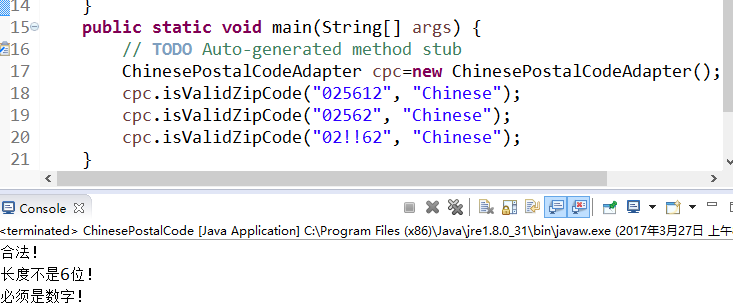 14 }
15 public static void main(String[] args) {
16 // TODO Auto-generated method stub
17 ChinesePostalCodeAdapter cpc=new ChinesePostalCodeAdapter();
18 cpc.isValidZipCode("025612", "Chinese");
19 cpc.isValidZipCode("02562", "Chinese");
20 cpc.isValidZipCode("02!!62", "Chinese");
21 }
Console
<terminated> ChinesePostalCode [Java Application] C:\Program Files (x86)\Java\jre1.8.0_31\bin\javaw.exe (2017年3月27日 上午
合法!
长度不是6位!
必须是数字!